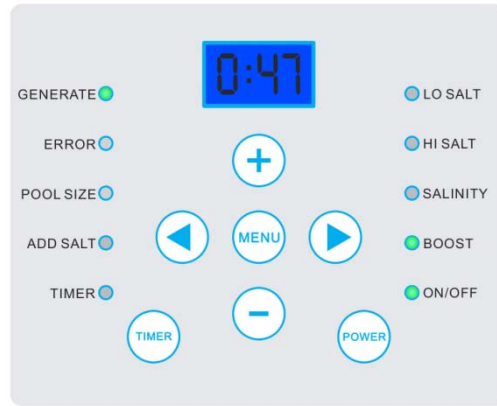 0:47
GENERATE
LO SALT
ERROR
HI SALT
POOL SIZE
SALINITY
ADD SALT
MENU
BOOST
TIMER
ON/OFF
TIMER
POWER